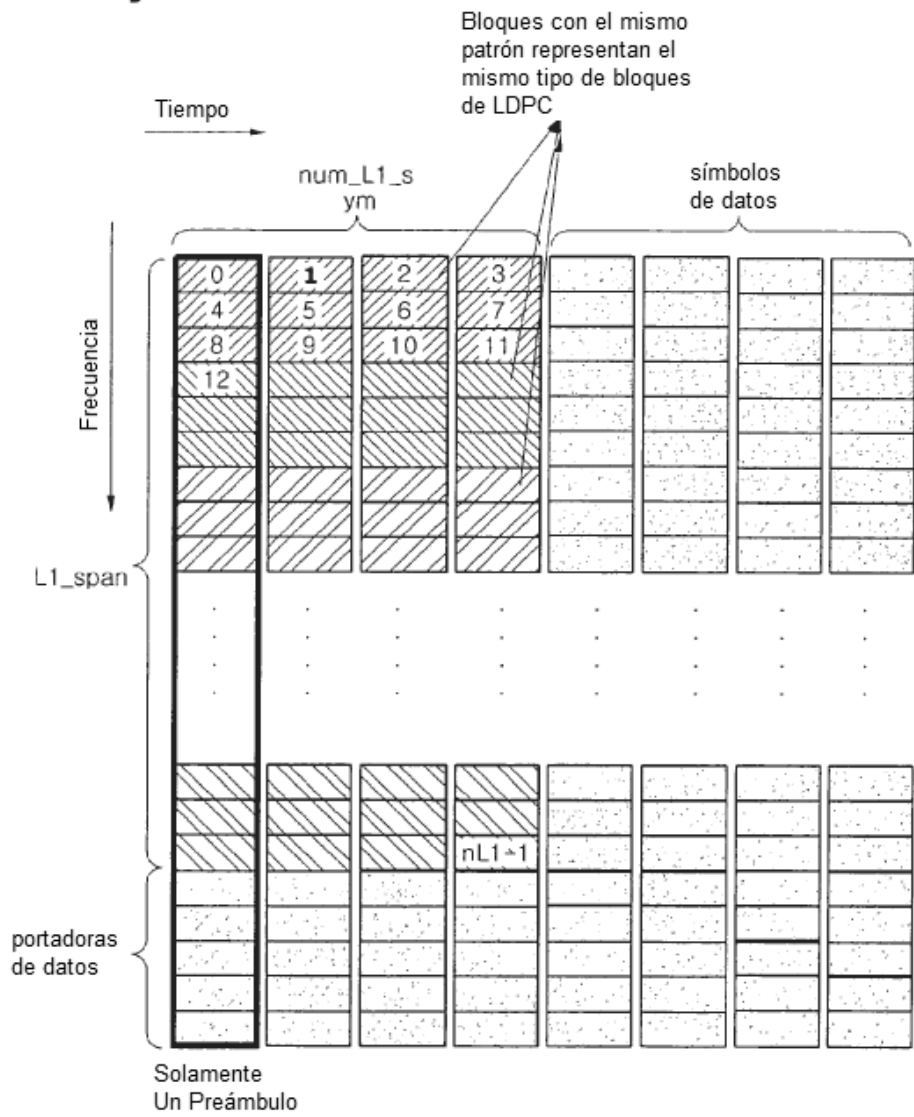 Bloques con el mismo
patrón representan el
mismo tipo de bloques
de LDPC
Tiempo
num_L1_s
ym
símbolos
de datos
Frecuencia
0 1 2 3
4 5 6 7
8 9 10 11
12
L1_span
nL1-1
portadoras
de datos
Solamente
Un Preámbulo